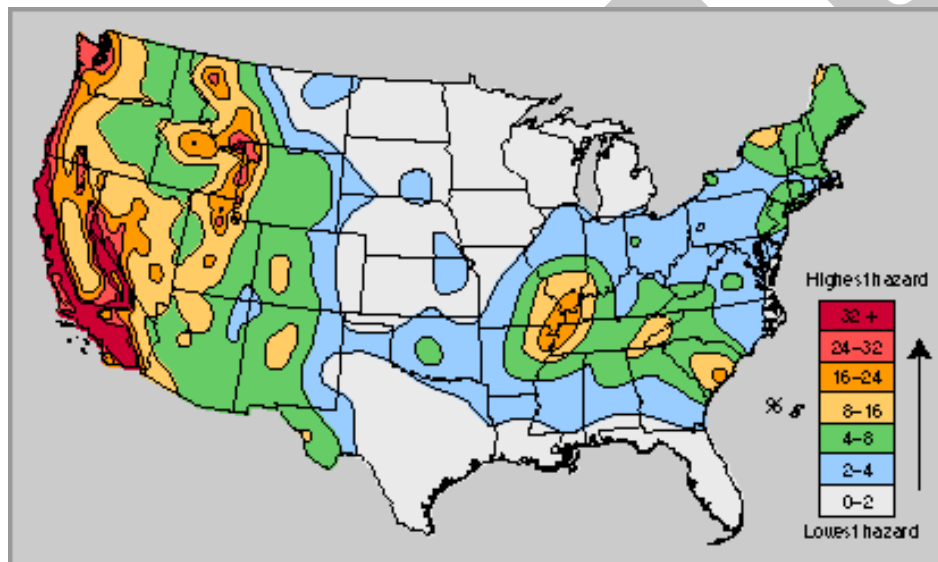 Highest hazard
32 +
24-32
16-24
% g
8-16
4-8
2-4
0-2
Lowest hazard